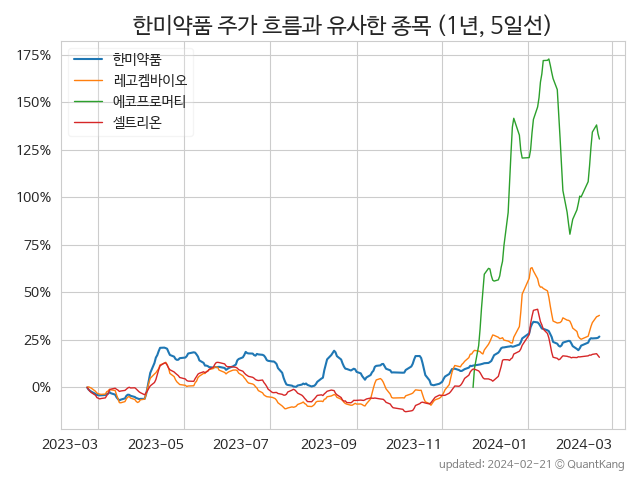 한미약품 주가 흐름과 유사한 종목 (1년, 5일선)
175%
150%
125%
100%
75%
50%
25%
0%
한미약품
레고켐바이오
에코프로머티
셀트리온
2023-03 2023-05 2023-07 2023-09 2023-11 2024-01 2024-03
updated: 2024-02-21 © QuantKang